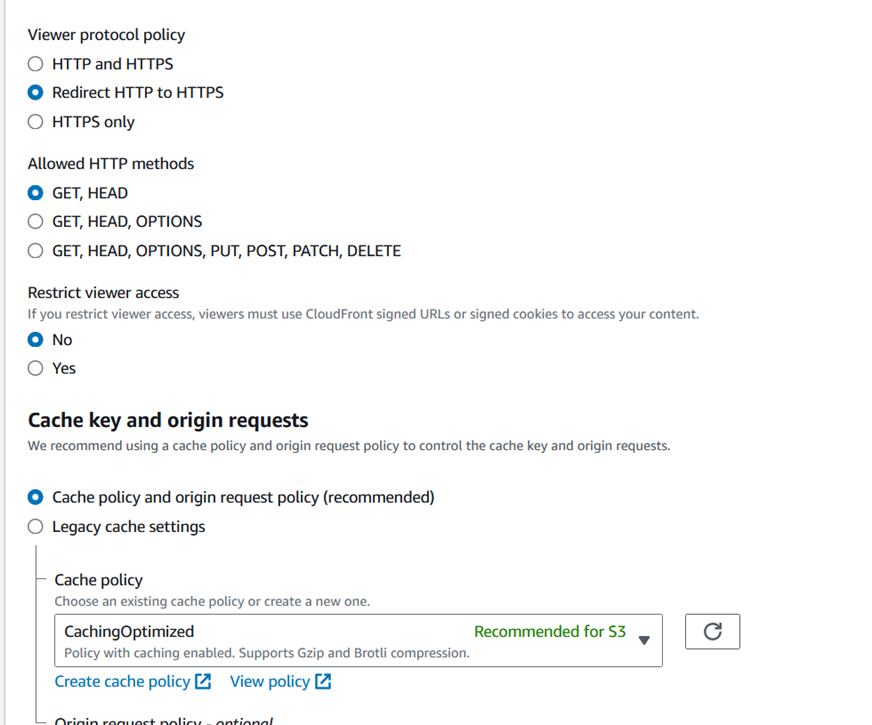 Viewer protocol policy
HTTP and HTTPS
Redirect HTTP to HTTPS
HTTPS only
Allowed HTTP methods
GET, HEAD
GET, HEAD, OPTIONS
GET, HEAD, OPTIONS, PUT, POST, PATCH, DELETE
Restrict viewer access
If you restrict viewer access, viewers must use CloudFront signed URLs or signed cookies to access your content.
No
Yes
Cache key and origin requests
We recommend using a cache policy and origin request policy to control the cache key and origin requests.
Cache policy and origin request policy (recommended)
Legacy cache settings
Cache policy
Choose an existing cache policy or create a new one.
CachingOptimized Recommended for S3
Policy with caching enabled. Supports Gzip and Brotli compression.
Create cache policy View policy
Origin request policy - optional